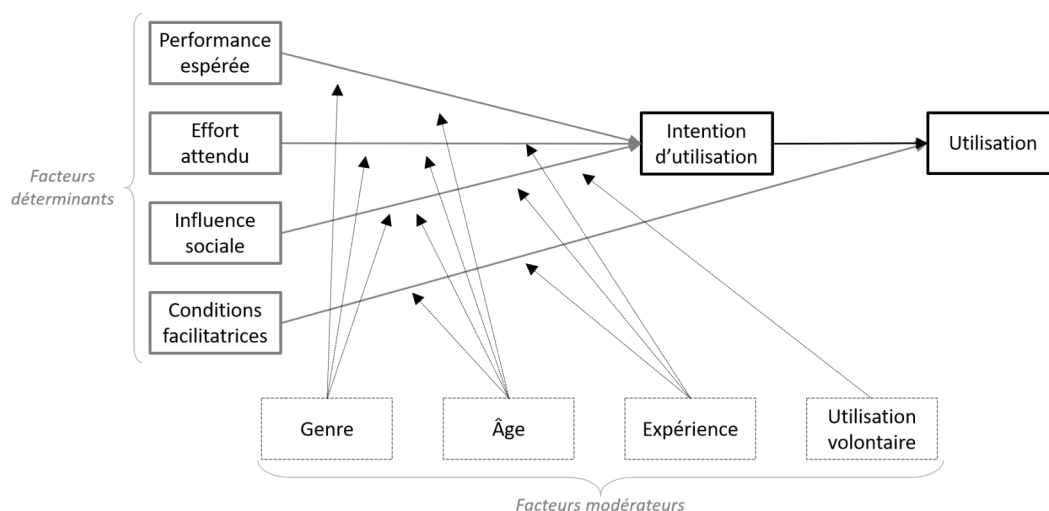 Performance
espérée
Effort
attendu
Intention
d'utilisation
Utilisation
Facteurs
déterminants
Influence
sociale
Conditions
facilitatrices
Genre
Âge
Expérience
Utilisation
volontaire
Facteurs modérateurs